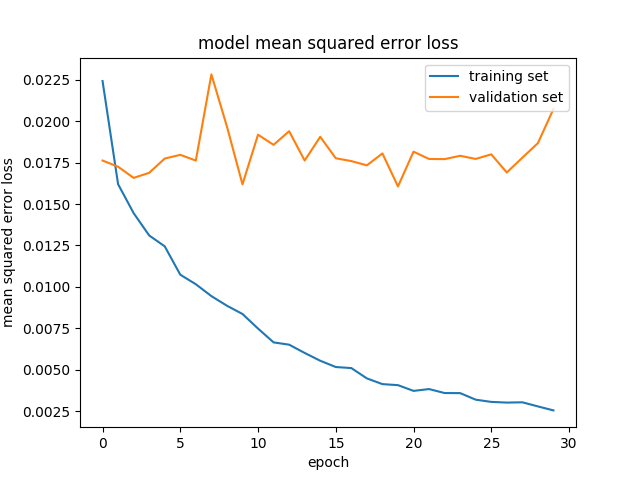 model mean squared error loss
training set
validation set
mean squared error loss
0.0225
0.0200
0.0175
0.0150
0.0125
0.0100
0.0075
0.0050
0.0025
0 5 10 15 20 25 30
epoch